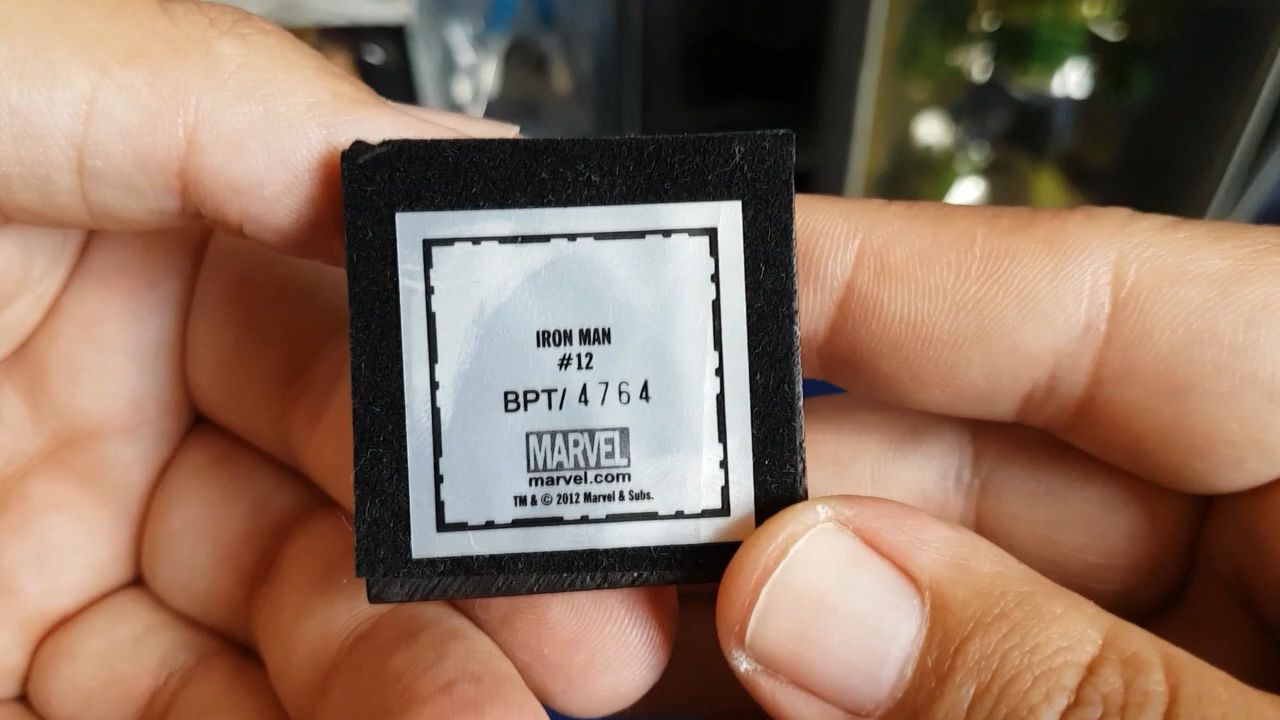 IRON MAN
#12
BPT/ 4764
MARVEL
marvel.com
TM & © 2012 Marvel & Subs.